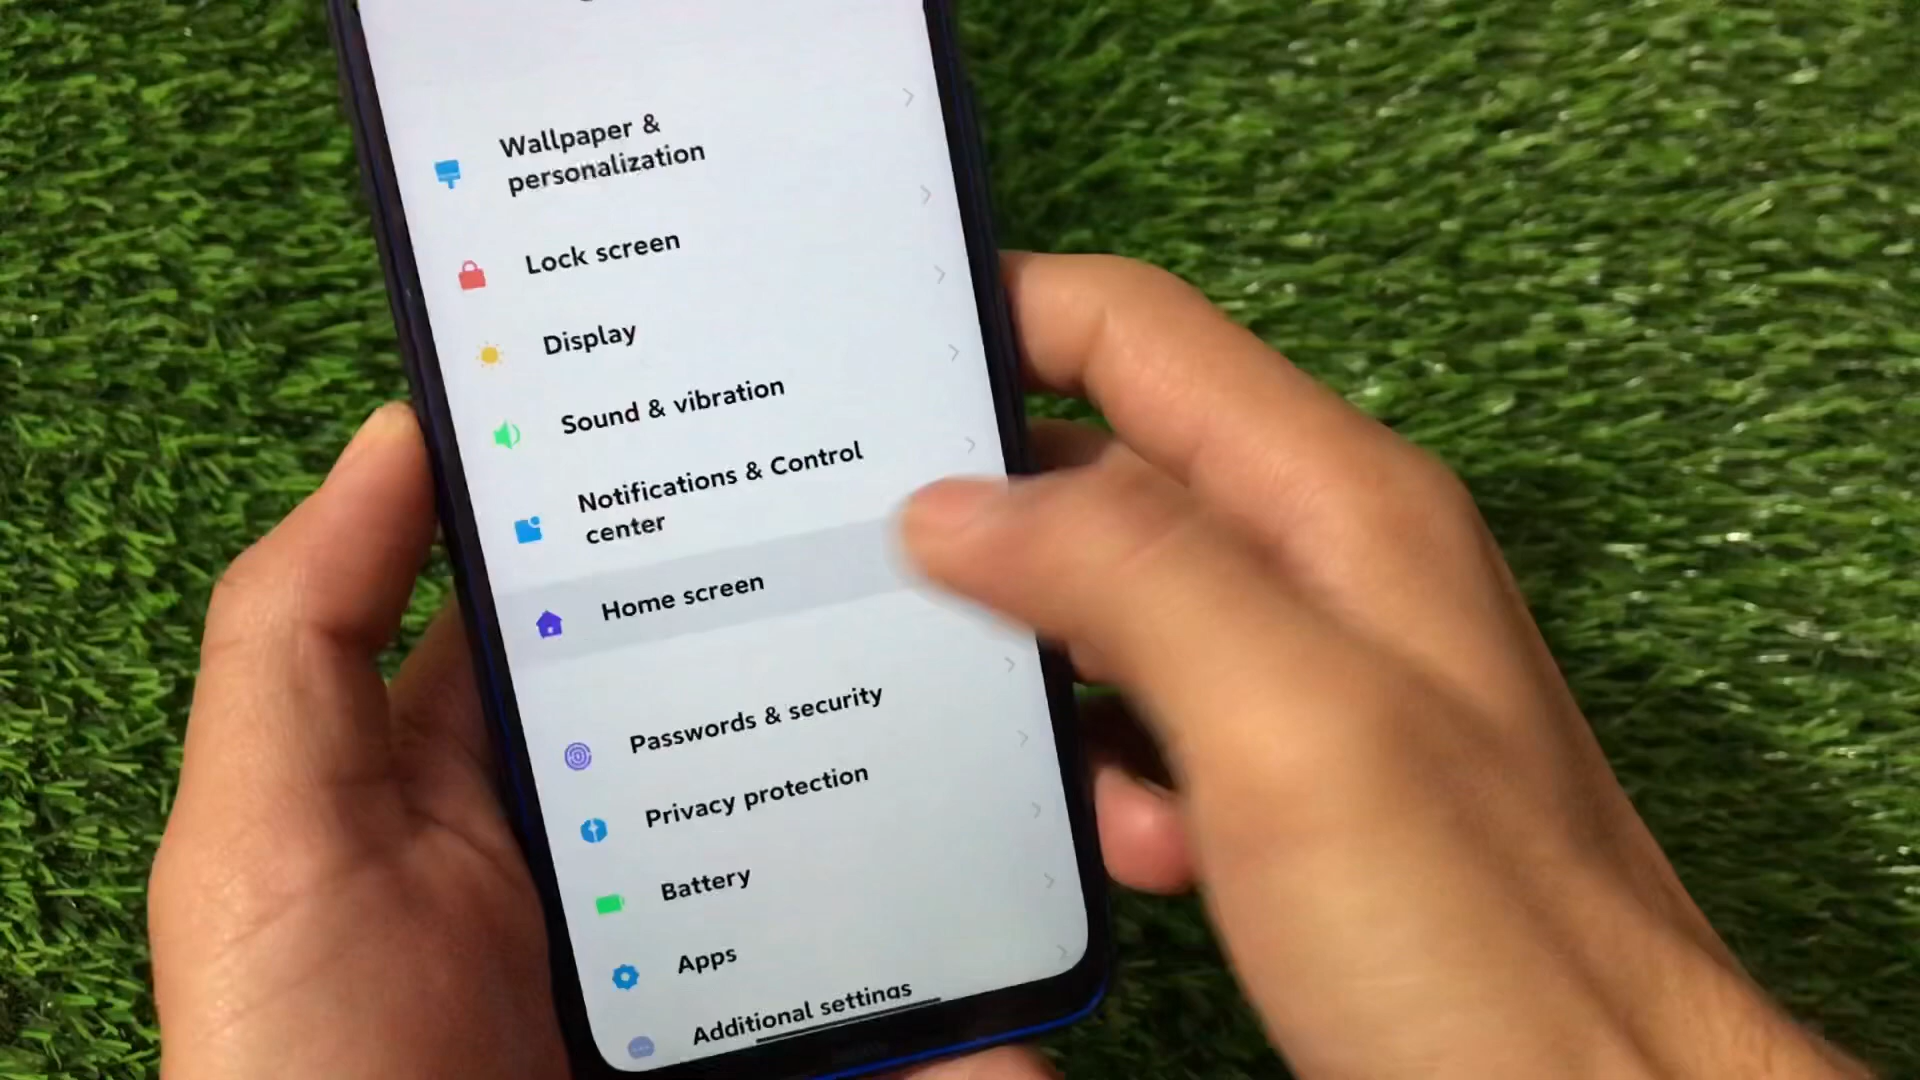 Wallpaper &
personalization
Lock screen
Display
Sound & vibration
Notifications & Control
center
Home screen
Passwords & security
Privacy protection
Battery
Apps
Additional settings